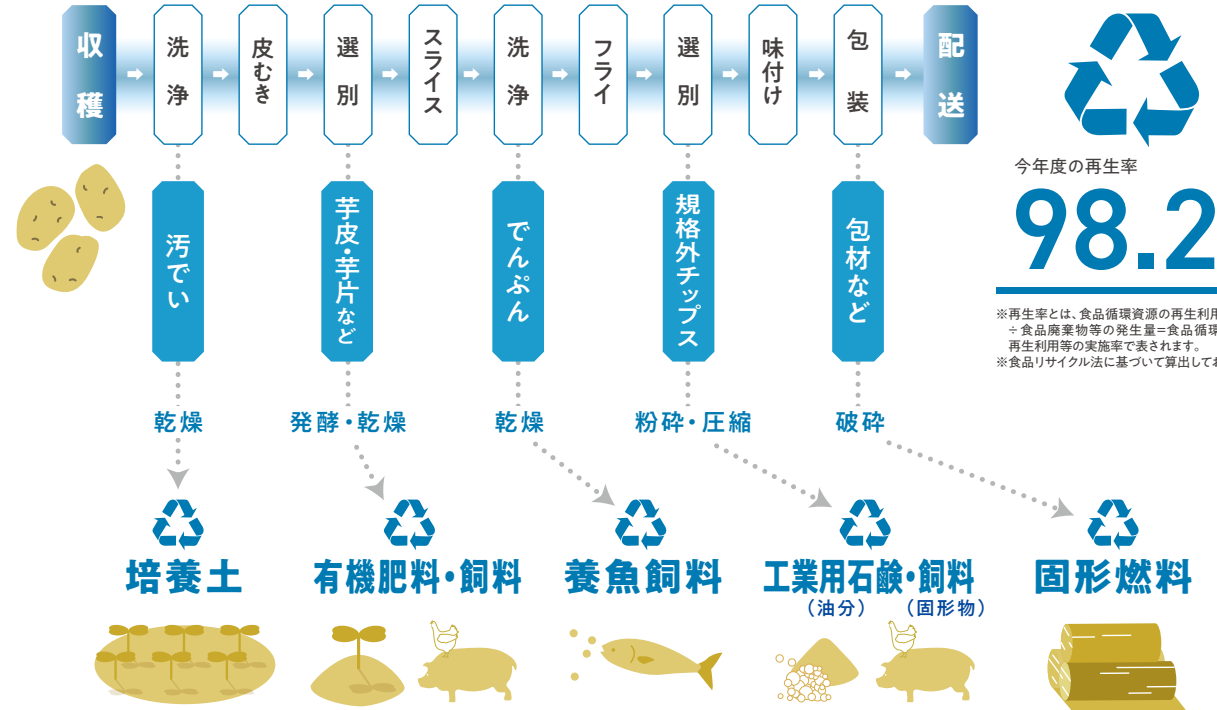 収穫
洗浄
皮むき
選別
スライス
洗浄
フライ
選別
味付け
包装
配送
今年度の再生率
98.2
※再生率とは、食品循環資源の再生利用
÷食品廃棄物等の発生量=食品循環
再生利用等の実施率で表されます。
※食品リサイクル法に基づいて算出してお
汚でい
芋皮・芋片など
でんぷん
規格外チップス
包材など
乾燥
発酵・乾燥
乾燥
粉砕・圧縮
破砕
培養土
有機肥料・飼料
養魚飼料
工業用石鹸・飼料
（油分）　（固形物）
固形燃料